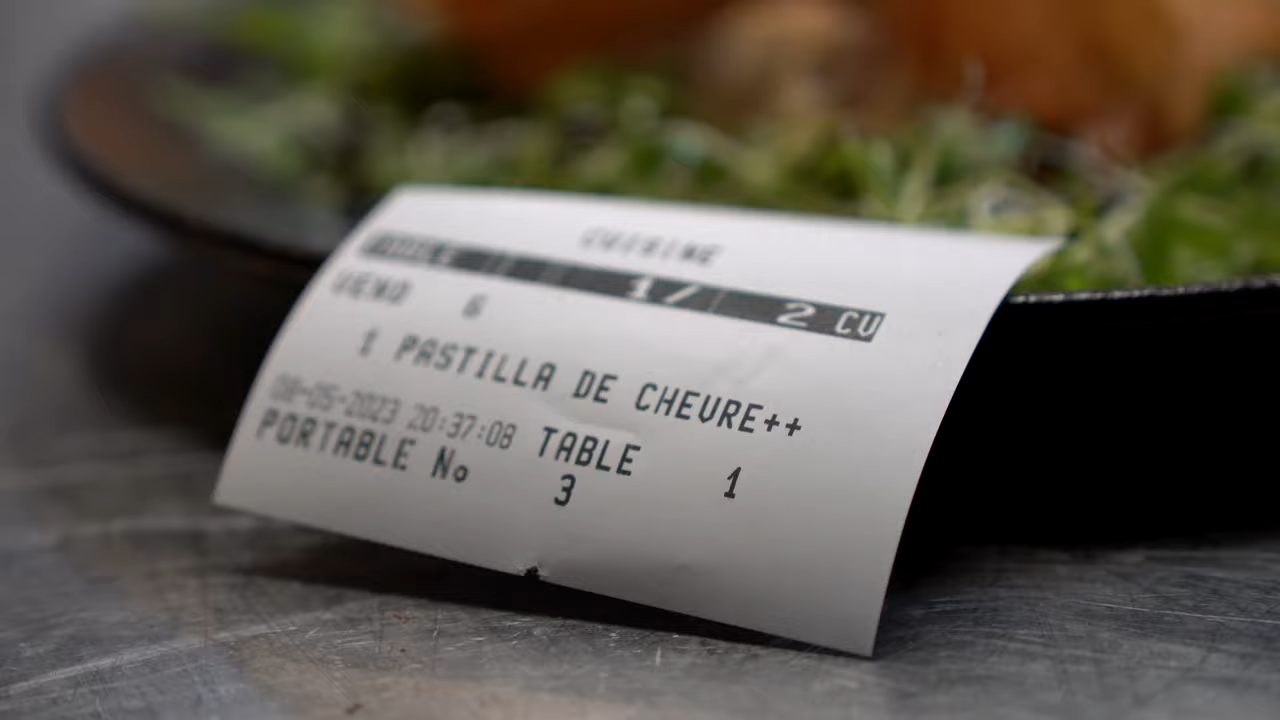 CUISINE
1/ 2 CV
VEND 6
1 PASTILLA DE CHEVRE++
08-05-2023 20:37:08 TABLE 1
PORTABLE No 3